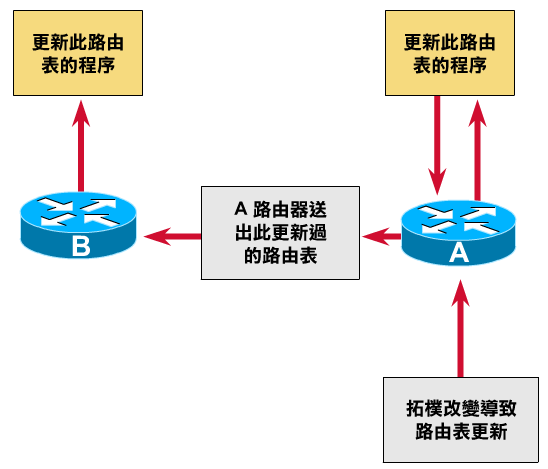 更新此路由
表的程序
更新此路由
表的程序
A 路由器送
出此更新過
的路由表
B
A
拓樸改變導致
路由表更新